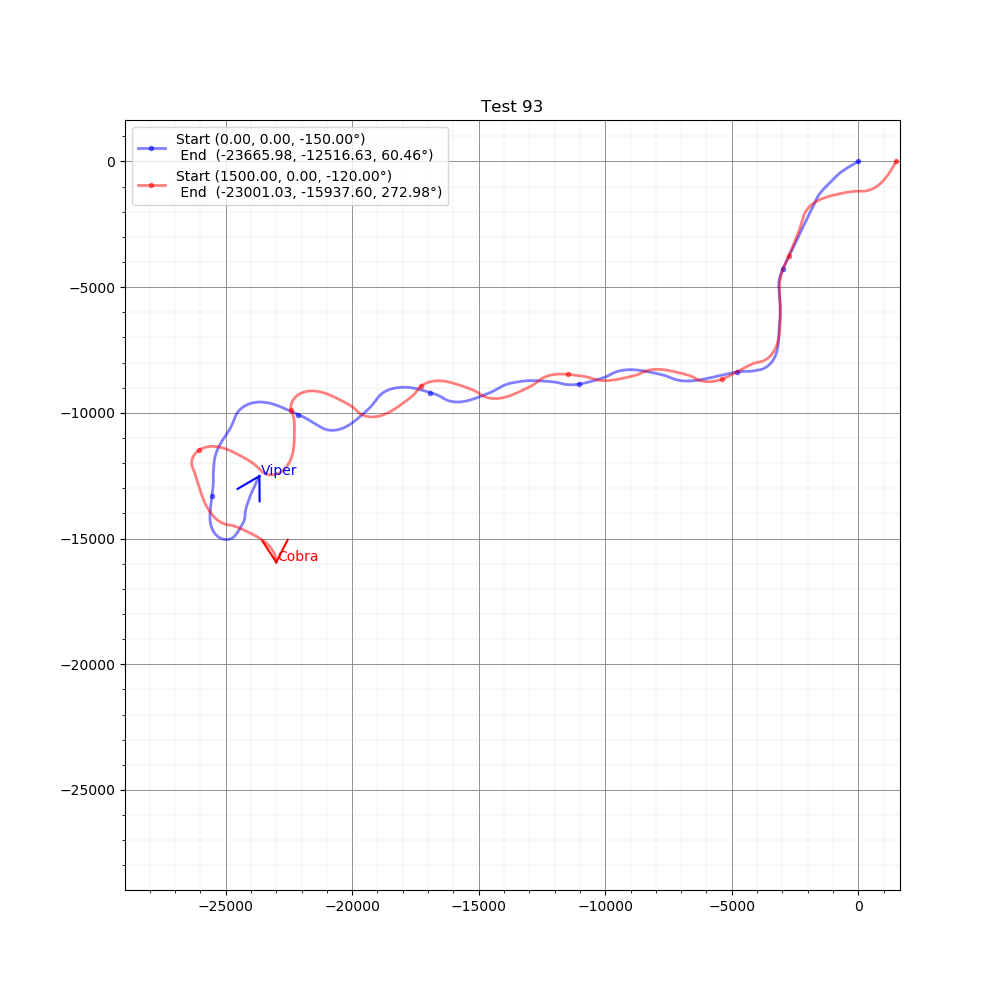 Test 93
Start (0.00, 0.00, -150.00°)
End (-23665.98, -12516.63, 60.46°)
Start (1500.00, 0.00, -120.00°)
End (-23001.03, -15937.60, 272.98°)
0
−5000
−10000
−15000
−20000
−25000
Viper
Cobra
−25000 −20000 −15000 −10000 −5000 0